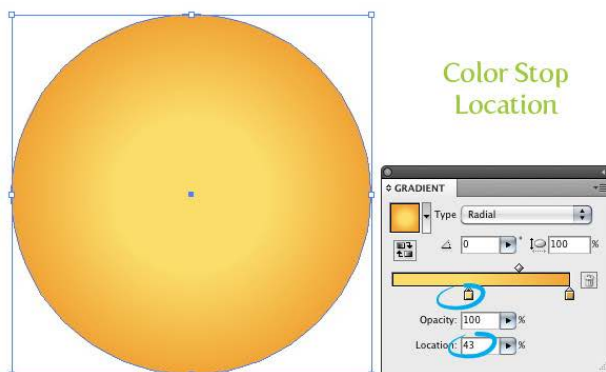 Color Stop
Location
GRADIENT
Type Radial
0 ° 100 %
Opacity: 100 %
Location: 43 %